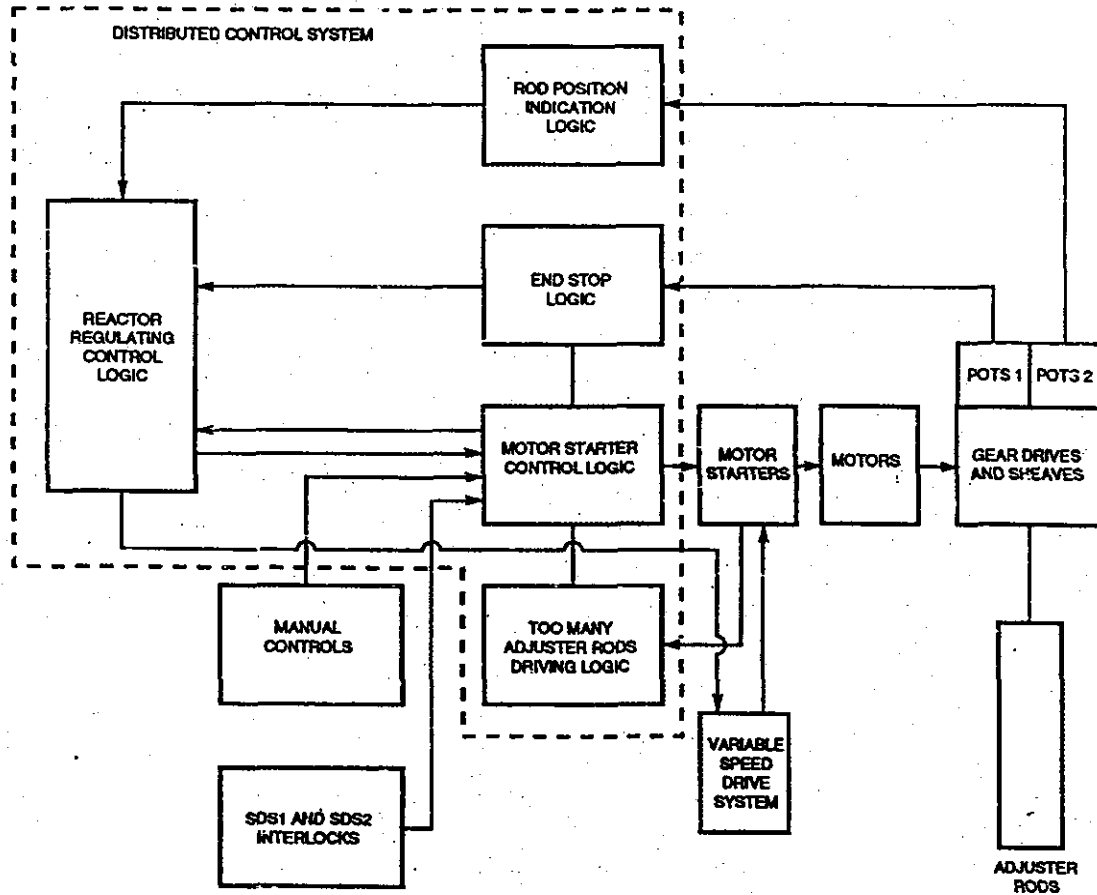 DISTRIBUTED CONTROL SYSTEM
ROD POSITION
INDICATION
LOGIC
END STOP
LOGIC
REACTOR
REGULATING
CONTROL
LOGIC
POTS 1
POTS 2
MOTOR STARTER
CONTROL LOGIC
MOTOR
STARTERS
MOTORS
GEAR DRIVES
AND SHEAVES
MANUAL
CONTROLS
TOO MANY
ADJUSTER RODS
DRIVING LOGIC
VARIABLE
SPEED
DRIVE
SYSTEM
SDS1 AND SDS2
INTERLOCKS
ADJUSTER
RODS